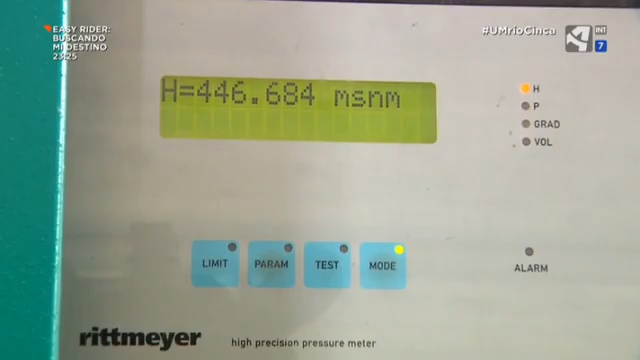 EASY RIDER:
BUSCANDO
MI DESTINO
23:25
#UMrioCinca
INT
7
H=446.684 msnm
H
P
GRAD
VOL
LIMIT
PARAM
TEST
MODE
ALARM
rittmeyer
high precision pressure meter